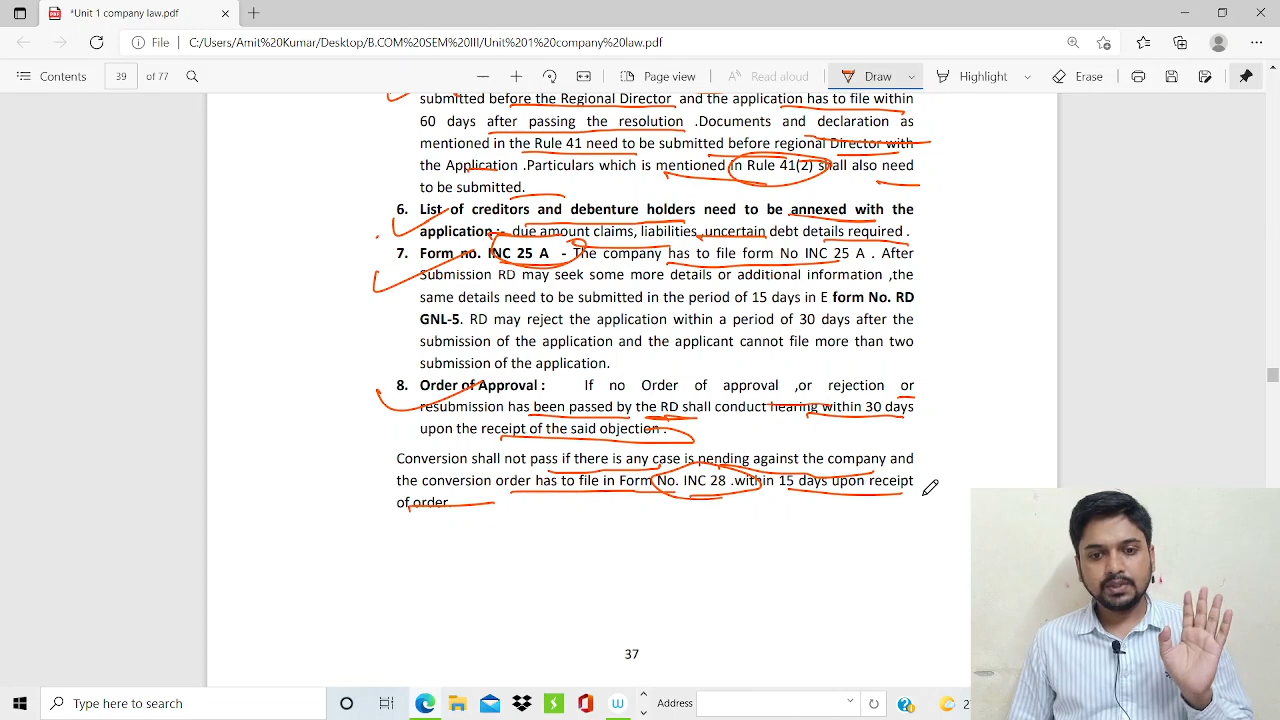 *Unit 1 company law.pdf
File C:/Users/Amit%20Kumar/Desktop/B.COM%20SEM%20III/Unit%201%20company%20law.pdf
Contents 39 of 77 Page view Read aloud Draw Highlight Erase
submitted before the Regional Director and the application has to file within
60 days after passing the resolution .Documents and declaration as
mentioned in the Rule 41 need to be submitted before regional Director with
the Application .Particulars which is mentioned in Rule 41(2) shall also need
to be submitted.
6. List of creditors and debenture holders need to be annexed with the
application:- due amount claims, liabilities, uncertain debt details required .
7. Form no. INC 25 A - The company has to file form No INC 25 A . After
Submission RD may seek some more details or additional information ,the
same details need to be submitted in the period of 15 days in E form No. RD
GNL-5. RD may reject the application within a period of 30 days after the
submission of the application and the applicant cannot file more than two
submission of the application.
8. Order of Approval : If no Order of approval ,or rejection or
resubmission has been passed by the RD shall conduct hearing within 30 days
upon the receipt of the said objection .
Conversion shall not pass if there is any case is pending against the company and
the conversion order has to file in Form No. INC 28 .within 15 days upon receipt
of order.
37
Type here to search
Address
2